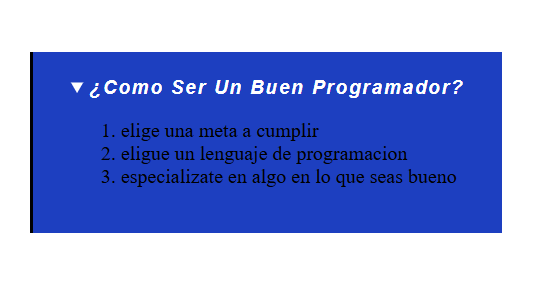 ¿Como Ser Un Buen Programador?
1. elige una meta a cumplir
2. eligue un lenguaje de programacion
3. especializate en algo en lo que seas bueno